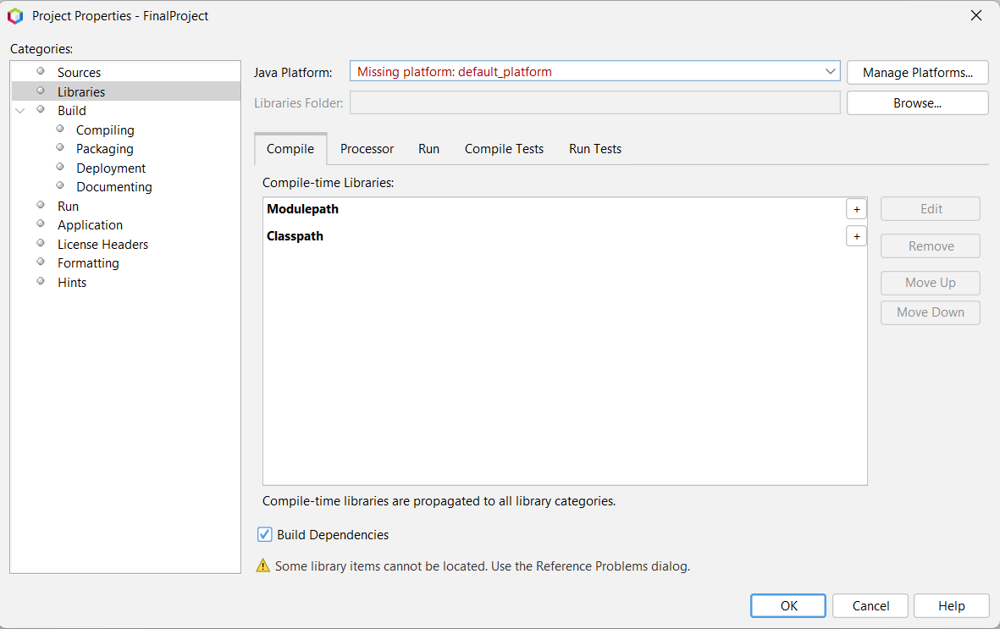 Project Properties - FinalProject
Categories:
Sources
Libraries
Build
Compiling
Packaging
Deployment
Documenting
Run
Application
License Headers
Formatting
Hints
Java Platform: Missing platform: default_platform Manage Platforms...
Libraries Folder: Browse...
Compile Processor Run Compile Tests Run Tests
Compile-time Libraries:
Modulepath + Edit
Classpath +
Remove
Move Up
Move Down
Compile-time libraries are propagated to all library categories.
Build Dependencies
Some library items cannot be located. Use the Reference Problems dialog.
OK Cancel Help